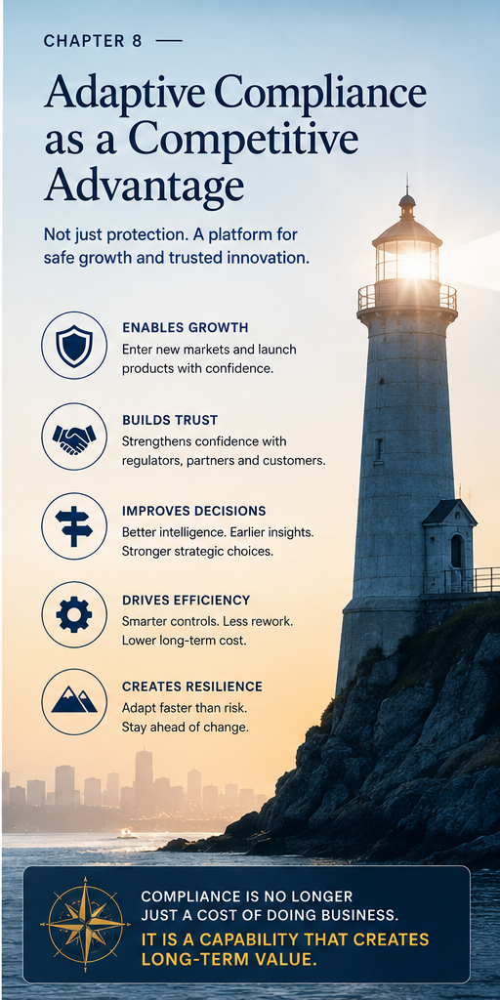 CHAPTER 8
Adaptive Compliance
as a Competitive
Advantage
Not just protection. A platform for
safe growth and trusted innovation.
ENABLES GROWTH
Enter new markets and launch
products with confidence.
BUILDS TRUST
Strengthens confidence with
regulators, partners and customers.
IMPROVES DECISIONS
Better intelligence. Earlier insights.
Stronger strategic choices.
DRIVES EFFICIENCY
Smarter controls. Less rework.
Lower long-term cost.
CREATES RESILIENCE
Adapt faster than risk.
Stay ahead of change.
COMPLIANCE IS NO LONGER
JUST A COST OF DOING BUSINESS.
IT IS A CAPABILITY THAT CREATES
LONG-TERM VALUE.